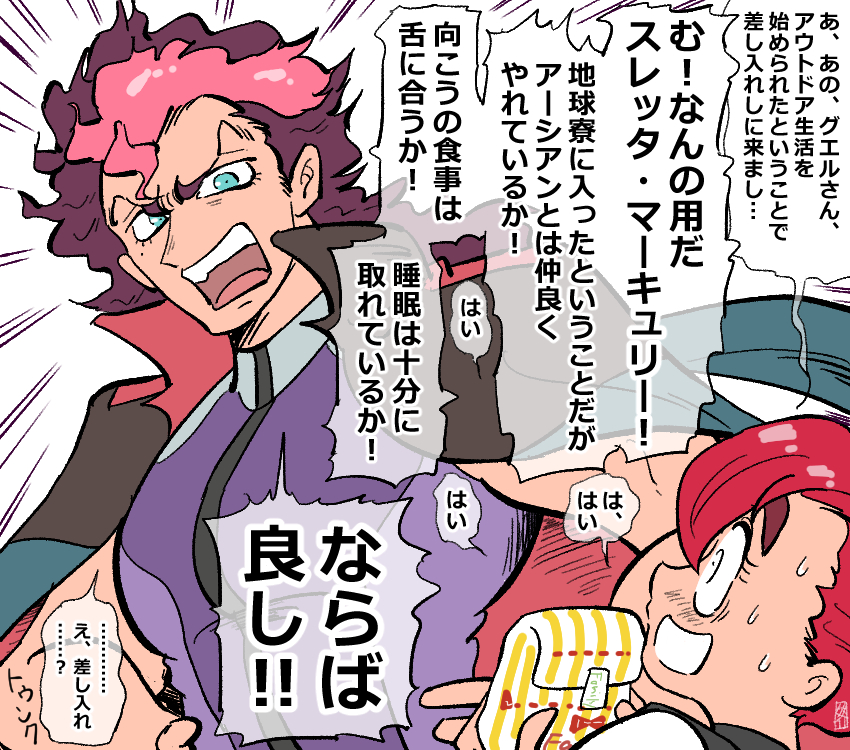 あ、あの、グエルさん、
アウトドア生活を
始められたということで
差し入れしに来まし…
む！なんの用だ
スレッタ・マーキュリー！
地球寮に入ったということだが
アーシアンとは仲良く
やれているか！
は、
はい
向こうの食事は
舌に合うか！
はい
睡眠は十分に
取れているか！
はい
ならば
良し!!
…………
え、差し入れ
……？
トゥンク